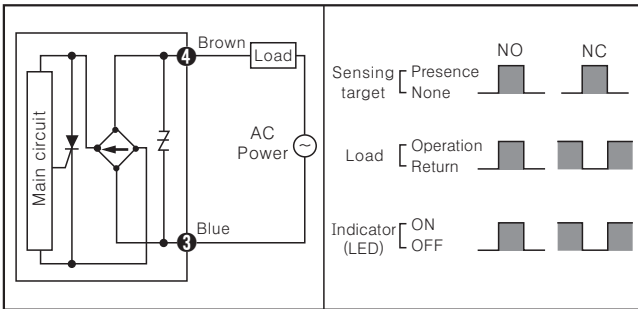 Main circuit
4
Brown
Load
AC
Power
~
3
Blue
NO NC
Sensing
target
Presence
None
Load
Operation
Return
Indicator
(LED)
ON
OFF